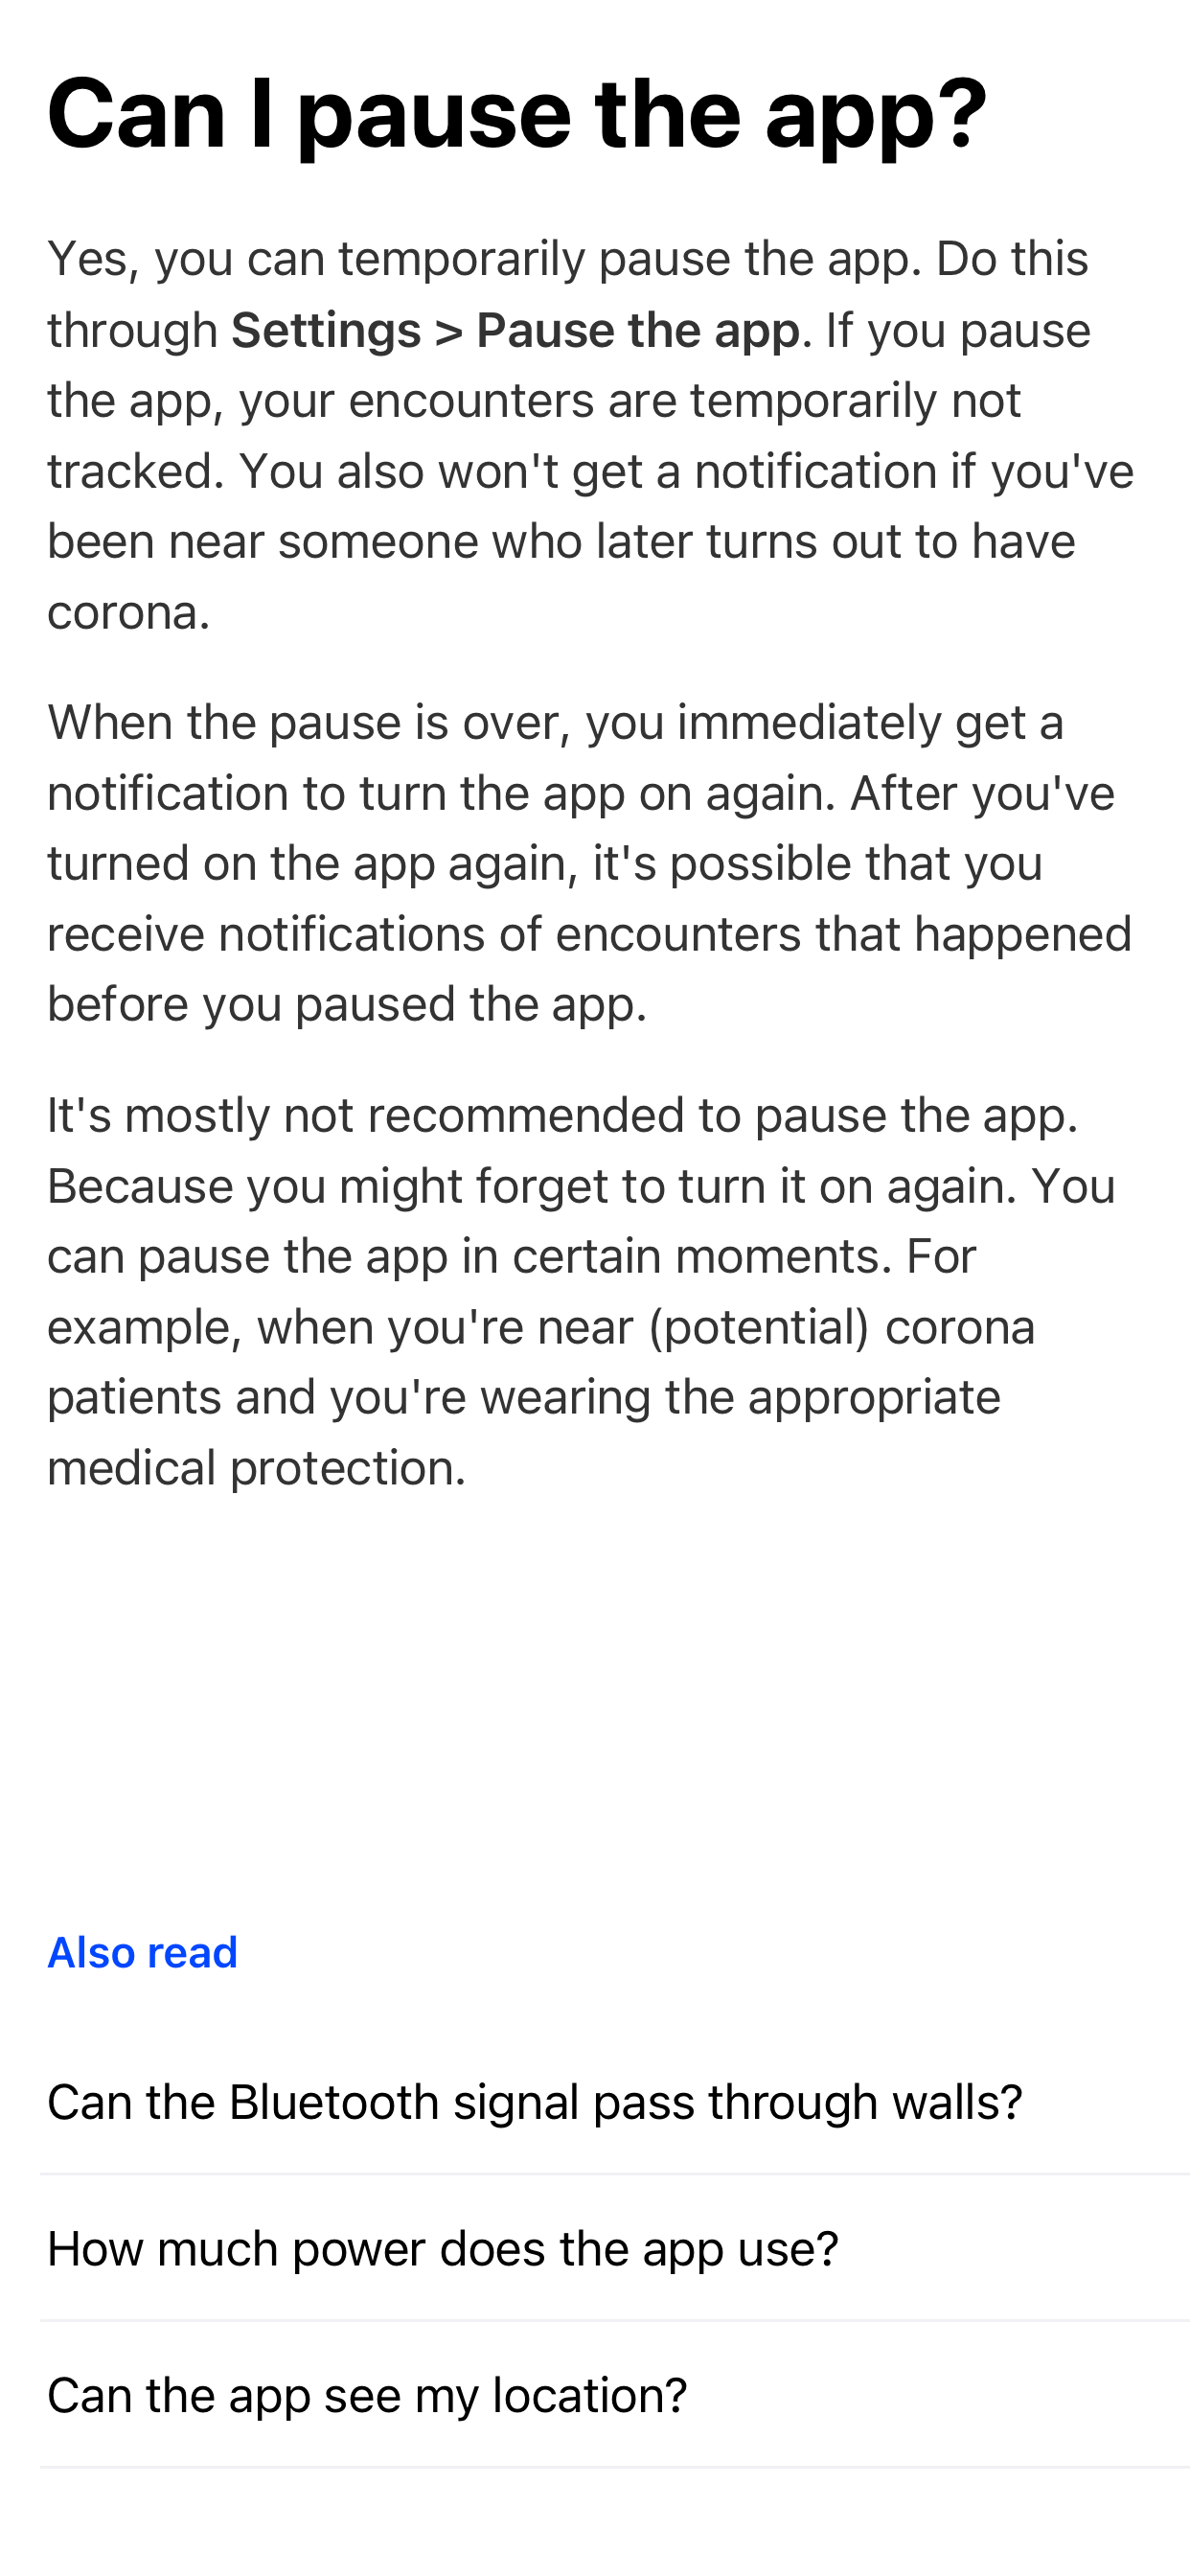 Can I pause the app?
Yes, you can temporarily pause the app. Do this
through Settings > Pause the app. If you pause
the app, your encounters are temporarily not
tracked. You also won't get a notification if you've
been near someone who later turns out to have
corona.
When the pause is over, you immediately get a
notification to turn the app on again. After you've
turned on the app again, it's possible that you
receive notifications of encounters that happened
before you paused the app.
It's mostly not recommended to pause the app.
Because you might forget to turn it on again. You
can pause the app in certain moments. For
example, when you're near (potential) corona
patients and you're wearing the appropriate
medical protection.
Also read
Can the Bluetooth signal pass through walls?
How much power does the app use?
Can the app see my location?